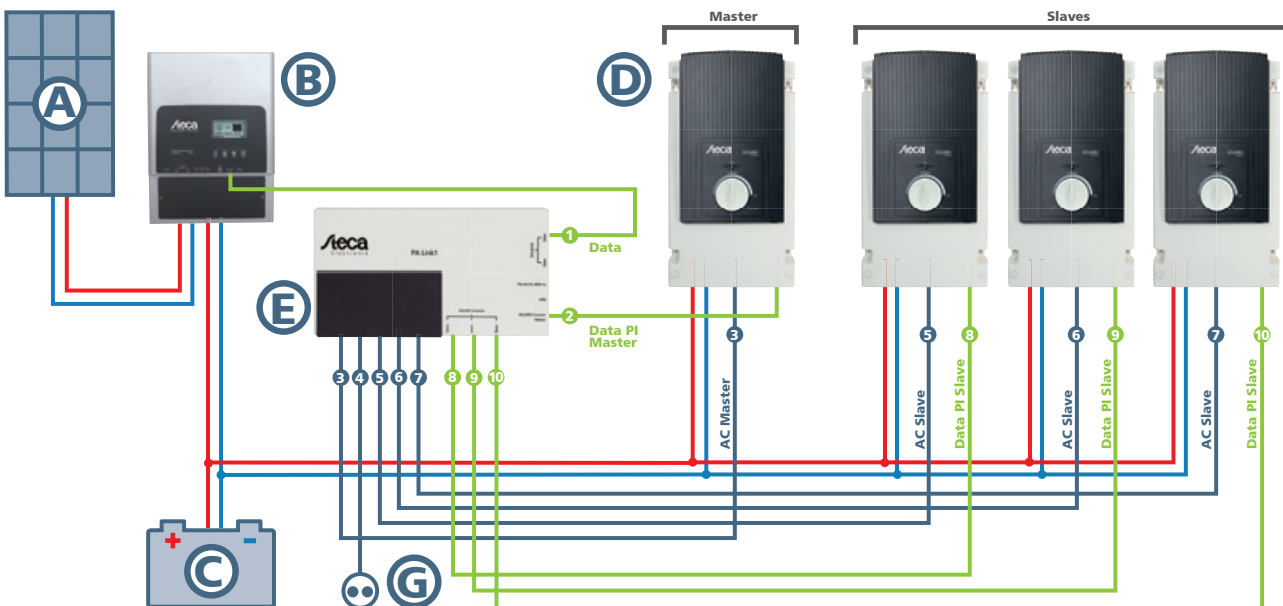 Master
Slaves
A
B
D
Steca
Steca
Steca
Steca
Steca
1
Data
Steca
Elektronik
PA Link1
E
2
Data PI
Master
3
5
8
6
9
7
10
3
4
5
6
7
8
9
10
AC Master
AC Slave
Data PI Slave
AC Slave
Data PI Slave
AC Slave
Data PI Slave
+
-
C
G